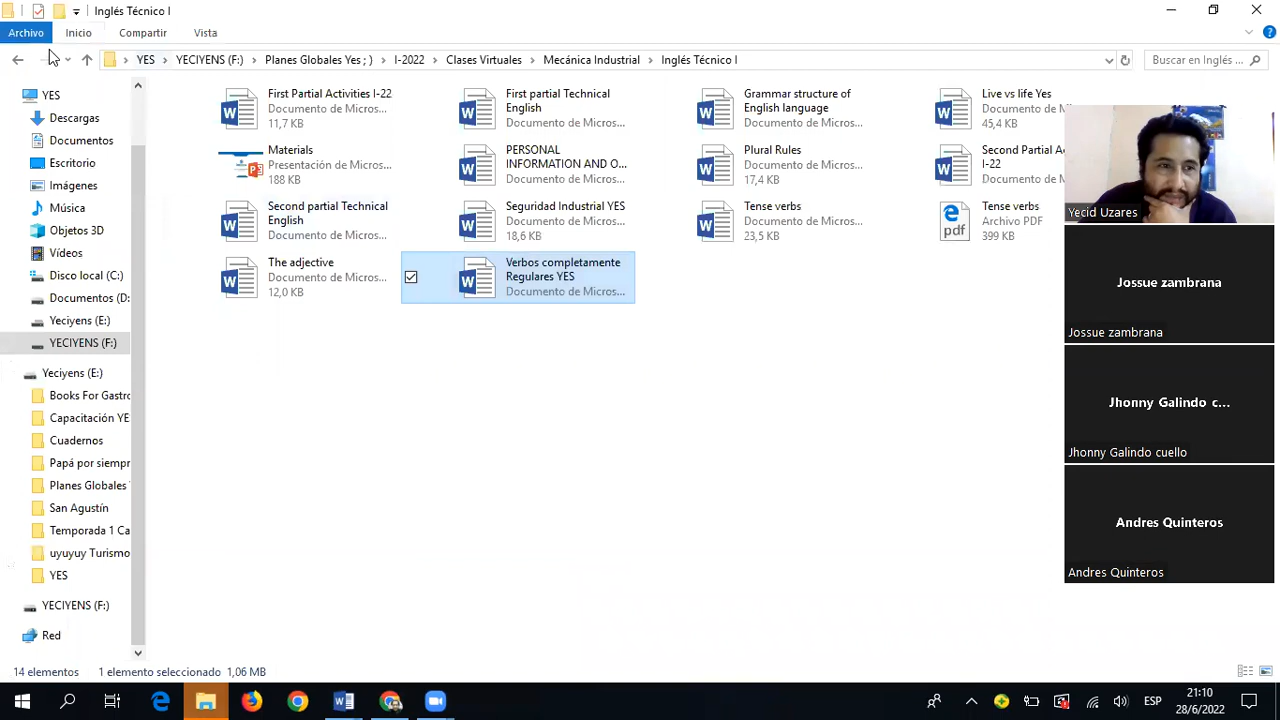 Inglés Técnico I
Archivo Inicio Compartir Vista
YES YECIYENS (F:) Planes Globales Yes ; ) I-2022 Clases Virtuales Mecánica Industrial Inglés Técnico I
Buscar en Inglés ...
YES
Descargas
Documentos
Escritorio
Imágenes
Música
Objetos 3D
Vídeos
Disco local (C:)
Documentos (D:
Yeciyens (E:)
YECIYENS (F:)
Yeciyens (E:)
Books For Gastro
Capacitación YE
Cuadernos
Papá por siempr
Planes Globales
San Agustín
Temporada 1 Ca
uyuyuy Turismo
YES
YECIYENS (F:)
Red
First Partial Activities I-22
Documento de Micros...
11,7 KB
First partial Technical
English
Documento de Micros...
Grammar structure of
English language
Documento de Micros...
Live vs life Yes
Documento de Micros
45,4 KB
Materials
Presentación de Micros...
188 KB
PERSONAL
INFORMATION AND O...
Documento de Micros...
Plural Rules
Documento de Micros...
17,4 KB
Second Partial Ac
I-22
Documento de Micros
Second partial Technical
English
Documento de Micros...
Seguridad Industrial YES
Documento de Micros...
18,6 KB
Tense verbs
Documento de Micros...
23,5 KB
pdf
Tense verbs
Archivo PDF
399 KB
The adjective
Documento de Micros...
12,0 KB
Verbos completamente
Regulares YES
Documento de Micros...
Yecid Uzares
Jossue zambrana
Jossue zambrana
Jhonny Galindo c...
Jhonny Galindo cuello
Andres Quinteros
Andres Quinteros
14 elementos 1 elemento seleccionado 1,06 MB
ESP
21:10
28/6/2022